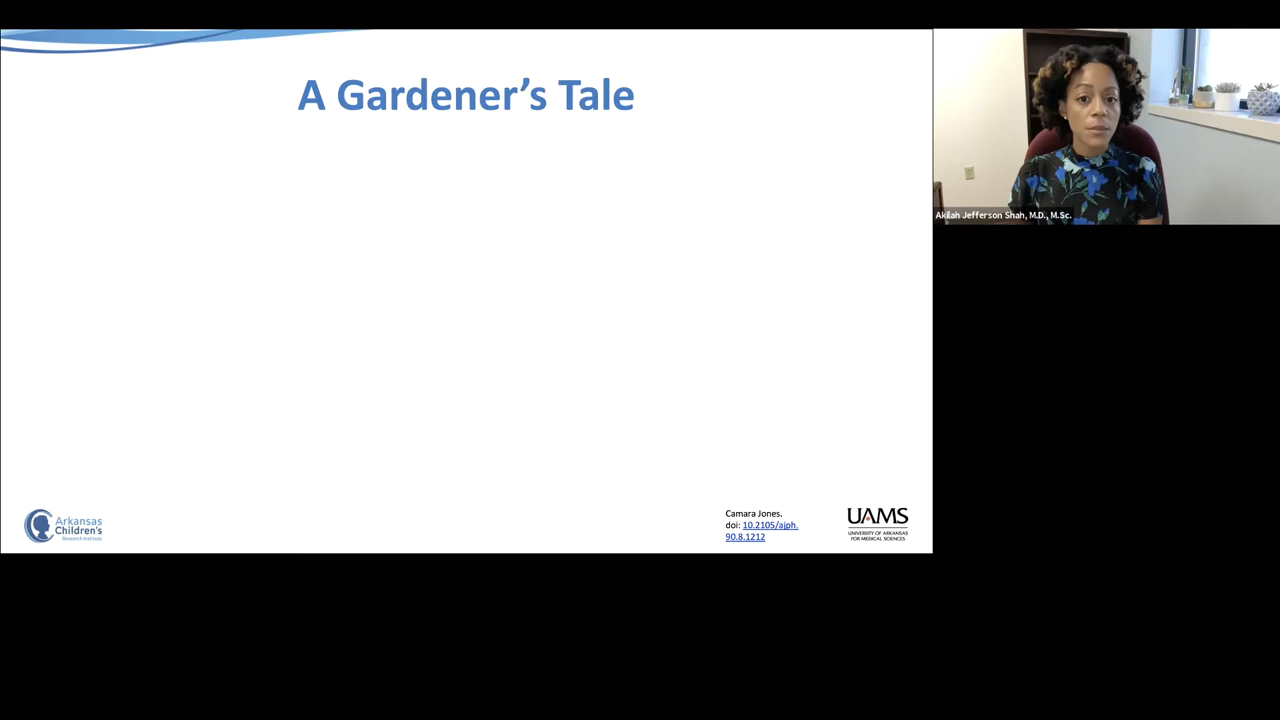 A Gardener's Tale
Akilah Jefferson Shah, M.D., M.Sc.
Camara Jones.
doi: 10.2105/ajph.
90.8.1212
Arkansas
Children's
Research Institute
UAMS
UNIVERSITY OF ARKANSAS
FOR MEDICAL SCIENCES